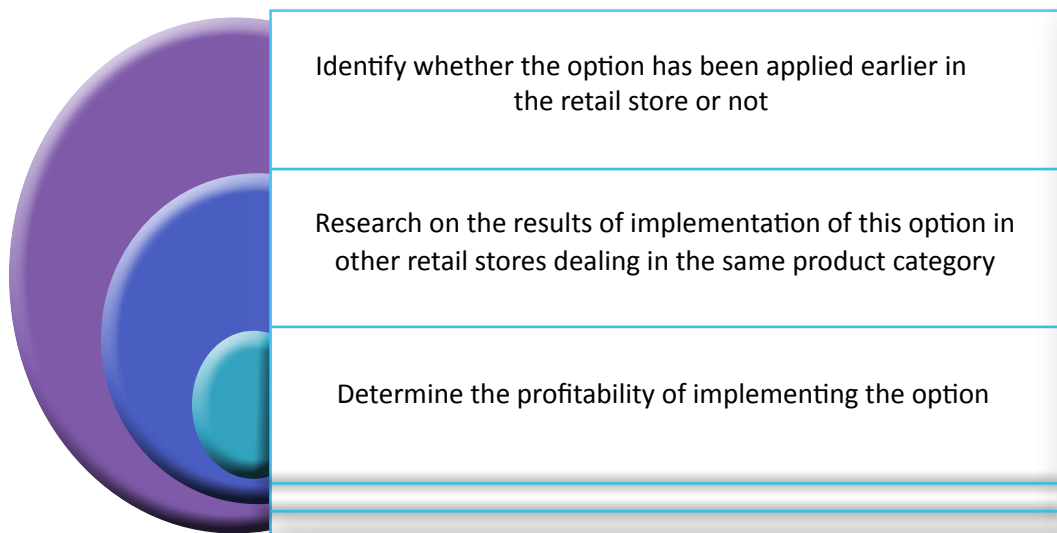 Identify whether the option has been applied earlier in
the retail store or not
Research on the results of implementation of this option in
other retail stores dealing in the same product category
Determine the profitability of implementing the option